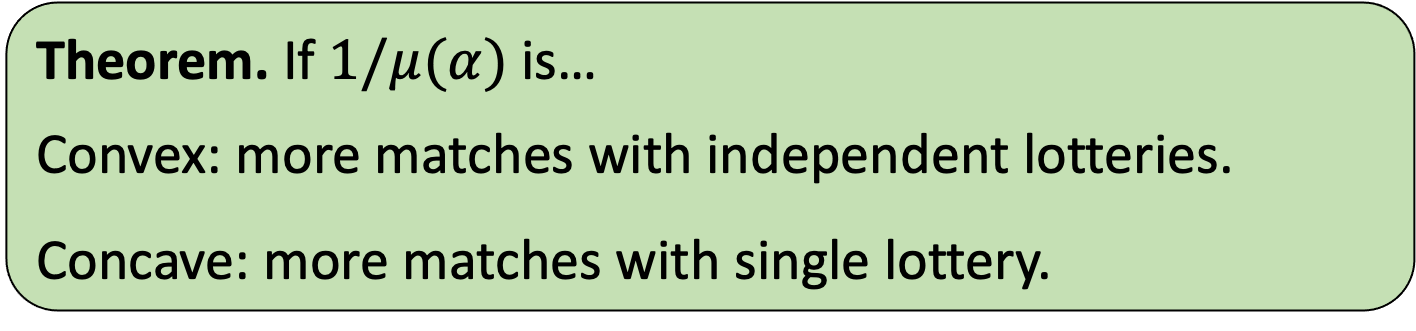 Theorem. If 1/μ(α) is…
Convex: more matches with independent lotteries.
Concave: more matches with single lottery.